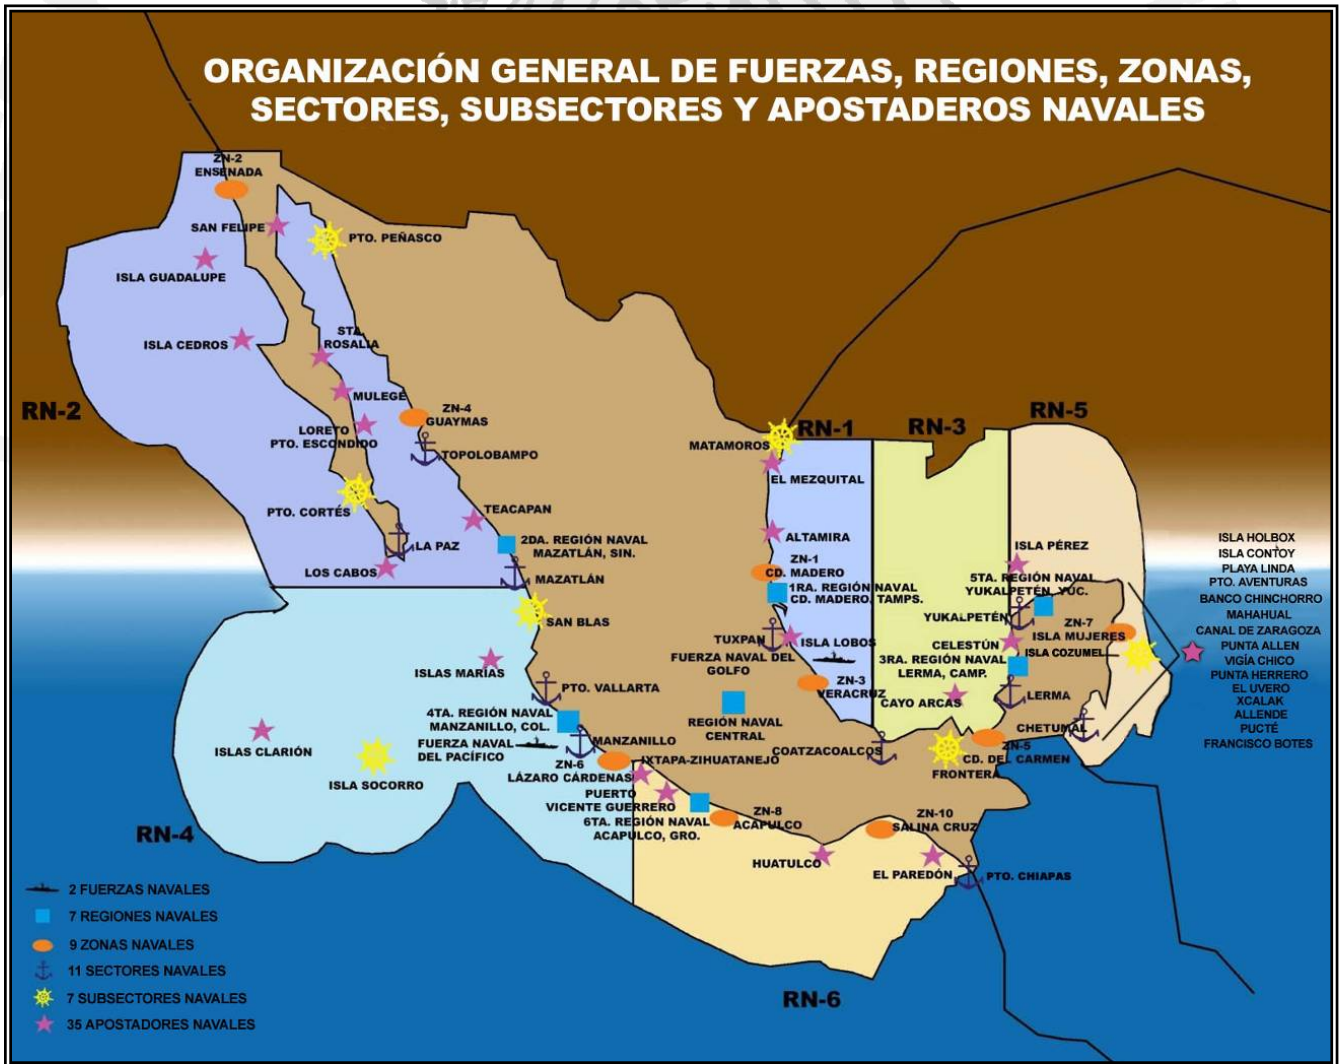 ORGANIZACIÓN GENERAL DE FUERZAS, REGIONES, ZONAS,
SECTORES, SUBSECTORES Y APOSTADEROS NAVALES
ZN-2
ENSENADA
SAN FELIPE
PTO. PEÑASCO
ISLA GUADALUPE
ISLA CEDROS
STA.
ROSALIA
MULEGÉ
RN-2
LORETO
PTO. ESCONDIDO
ZN-4
GUAYMAS
TOPOLOBAMPO
PTO. CORTÉS
TEACAPAN
LA PAZ
LOS CABOS
2DA. REGIÓN NAVAL
MAZATLÁN, SIN.
MAZATLÁN
SAN BLAS
ISLAS MARÍAS
PTO. VALLARTA
ISLAS CLARIÓN
ISLA SOCORRO
4TA. REGIÓN NAVAL
MANZANILLO, COL.
FUERZA NAVAL
DEL PACÍFICO
MANZANILLO
RN-4
ZN-6
LÁZARO CÁRDENAS
IXTAPA-ZIHUATANEJO
PUERTO
VICENTE GUERRERO
6TA. REGIÓN NAVAL
ACAPULCO, GRO.
ZN-8
ACAPULCO
HUATULCO
ZN-10
SALINA CRUZ
EL PAREDÓN
PTO. CHIAPAS
RN-6
MATAMOROS
RN-1
EL MEZQUITAL
ALTAMIRA
ZN-1
CD. MADERO
1RA. REGIÓN NAVAL
CD. MADERO, TAMPS.
TUXPAN
ISLA LOBOS
FUERZA NAVAL DEL
GOLFO
ZN-3
VERACRUZ
REGIÓN NAVAL
CENTRAL
COATZACOALCOS
RN-3
RN-5
ISLA PÉREZ
5TA. REGIÓN NAVAL
YUKALPETÉN, YUC.
YUKALPETÉN
ZN-7
ISLA MUJERES
CELESTÚN
ISLA COZUMEL
3RA. REGIÓN NAVAL
LERMA, CAMP.
CAYO ARCAS
LERMA
CHETUMAL
ZN-5
CD. DEL CARMEN
FRONTERA
ISLA HOLBOX
ISLA CONTOY
PLAYA LINDA
PTO. AVENTURAS
BANCO CHINCHORRO
MAHAHUAL
CANAL DE ZARAGOZA
PUNTA ALLEN
VIGÍA CHICO
PUNTA HERRERO
EL UVERO
XCALAK
ALLENDE
PUCTÉ
FRANCISCO BOTES
2 FUERZAS NAVALES
7 REGIONES NAVALES
9 ZONAS NAVALES
11 SECTORES NAVALES
7 SUBSECTORES NAVALES
35 APOSTADORES NAVALES